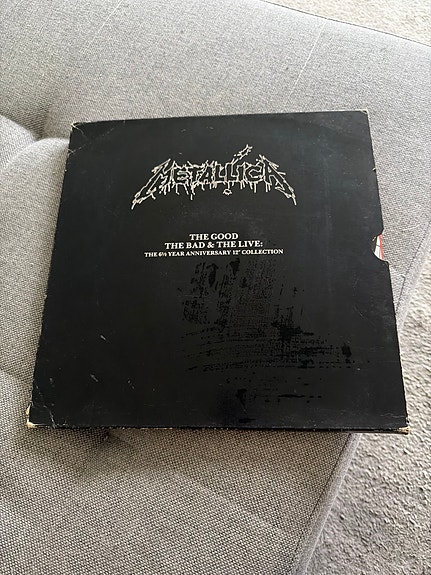 METALLICA
THE GOOD
THE BAD & THE LIVE:
THE 6½ YEAR ANNIVERSARY 12" COLLECTION